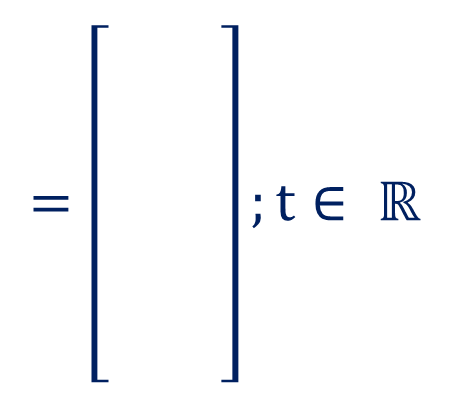 = [ ] ; t ∈ ℝ